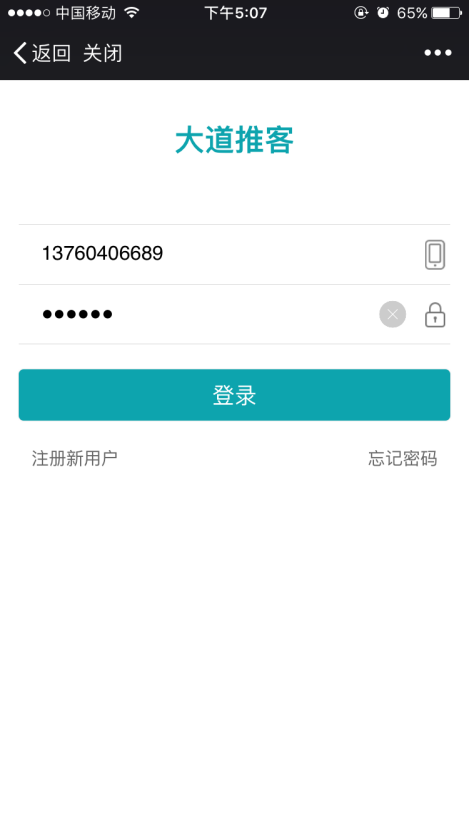 中国移动 下午5:07 65%
返回 关闭
大道推客
13760406689
••••••
登录
注册新用户 忘记密码